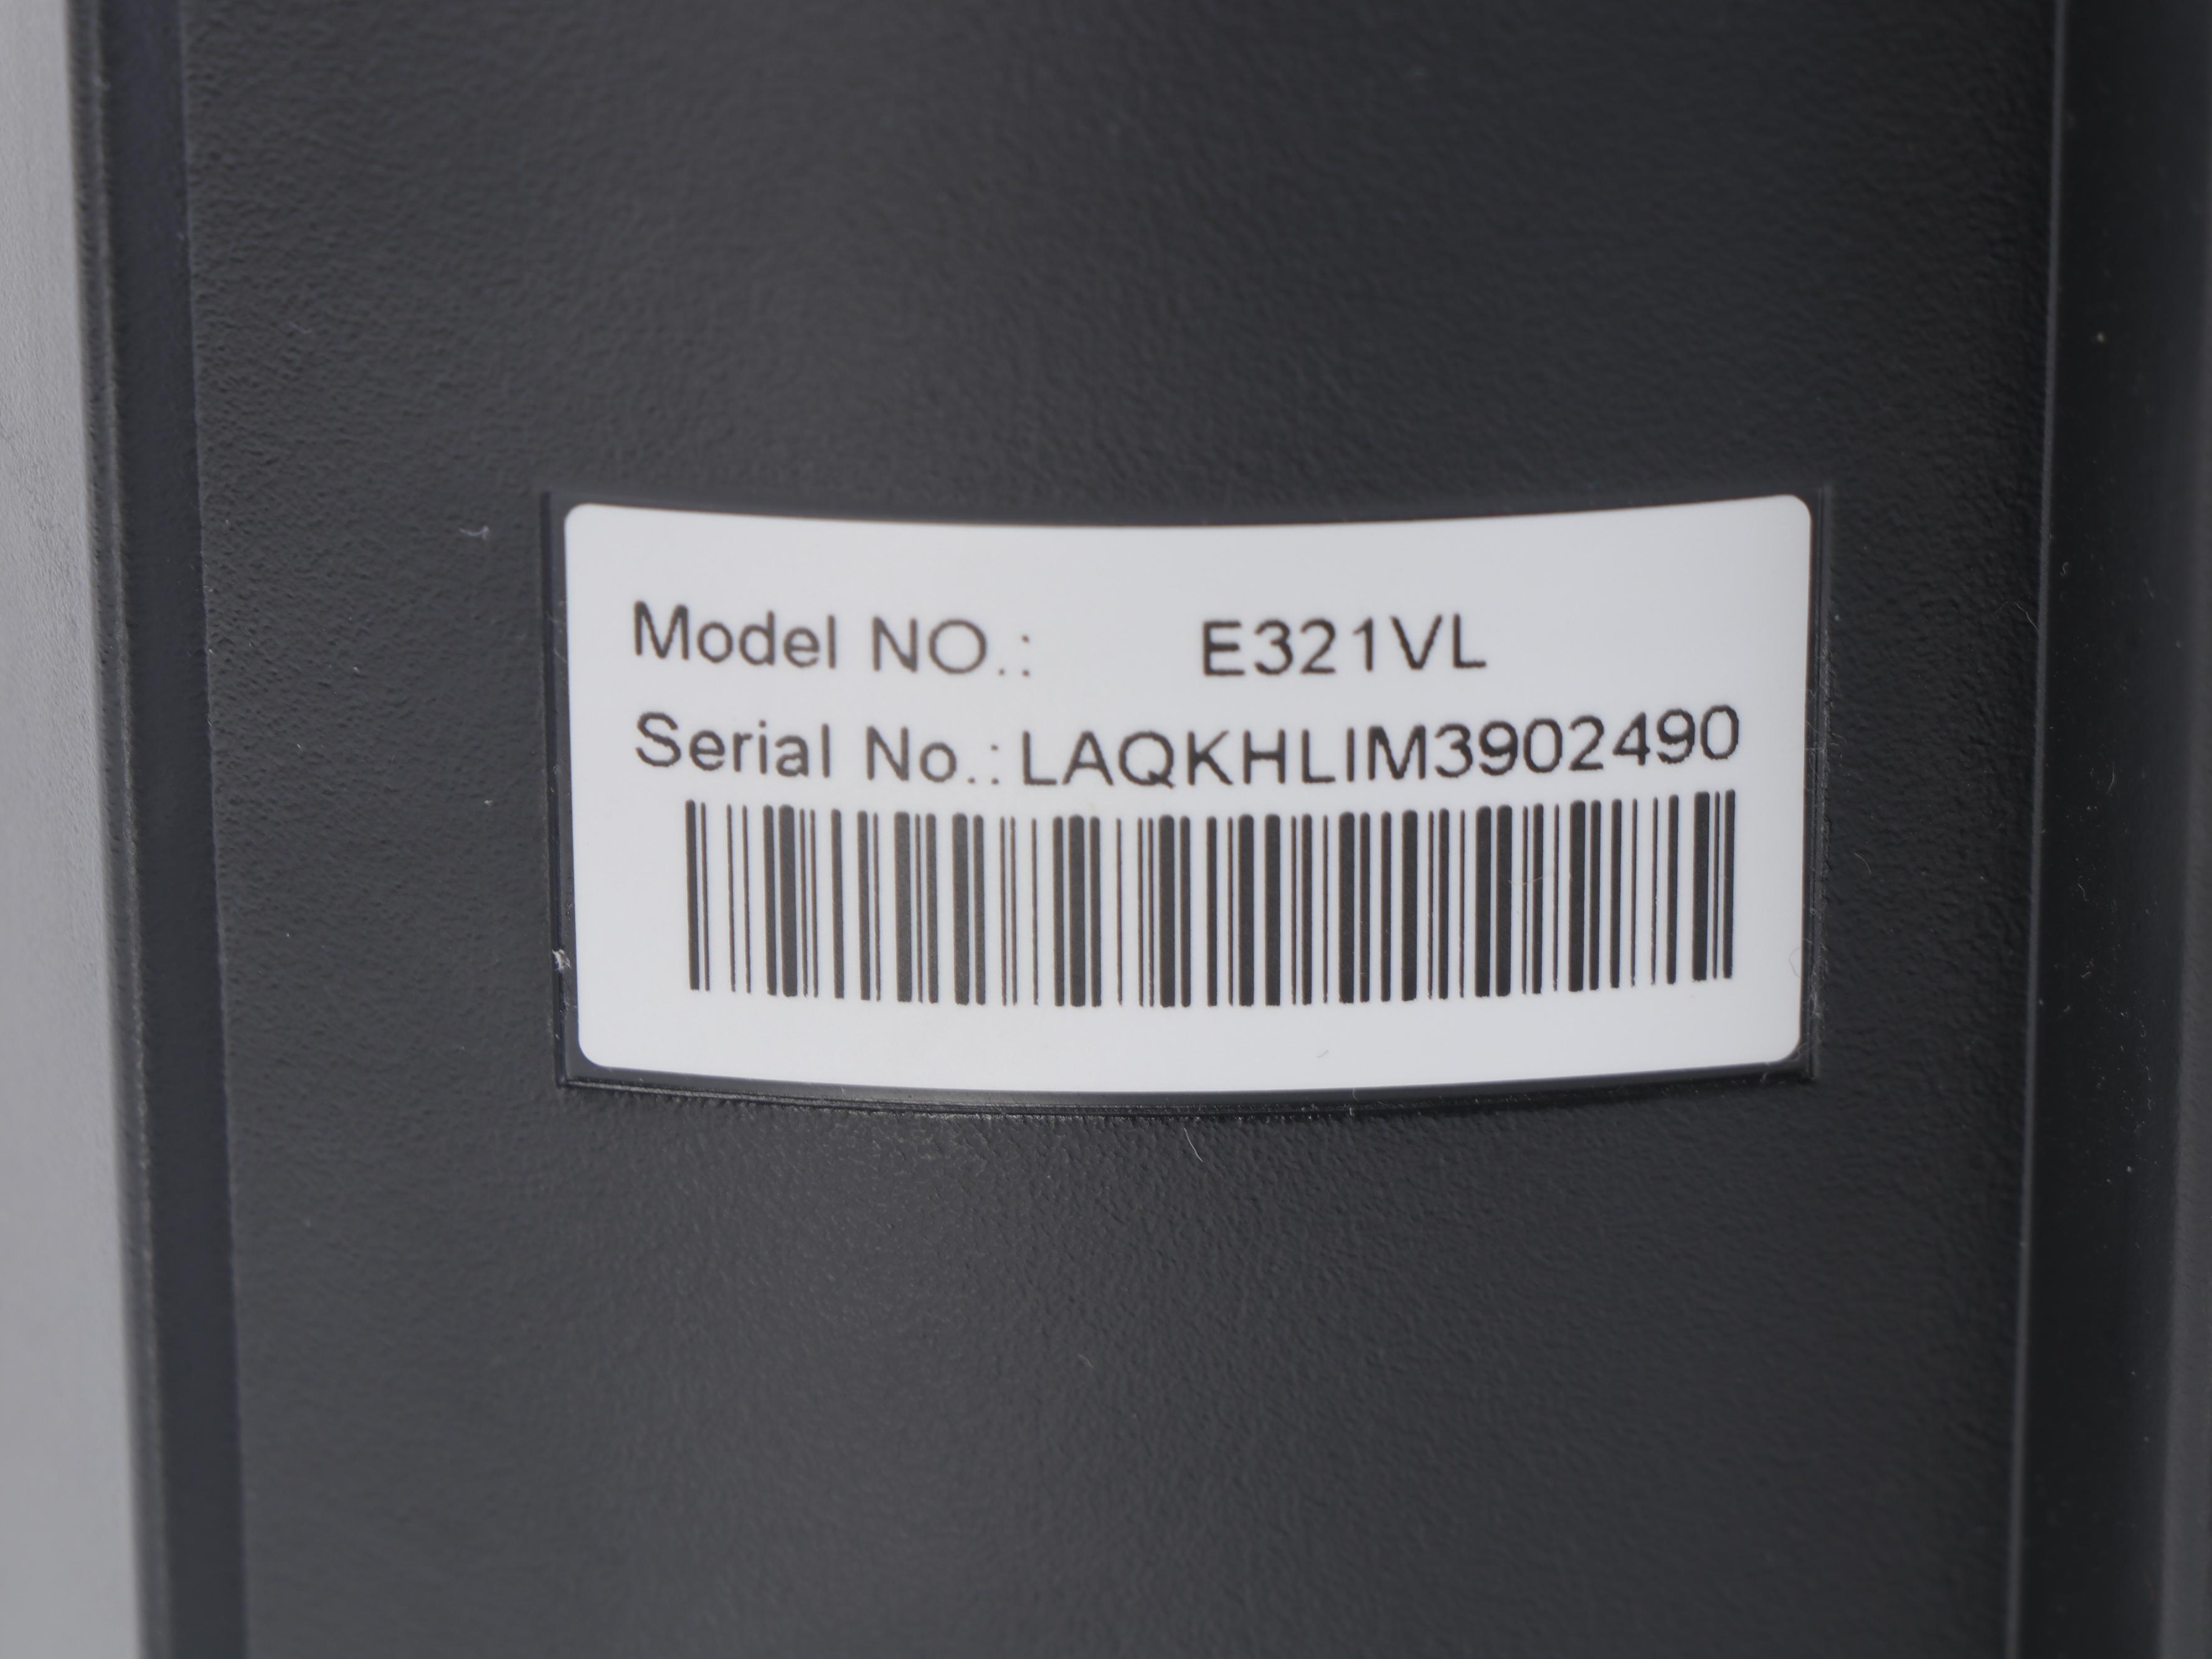 Model NO.: E321VL
Serial No.:LAQKHLIM3902490